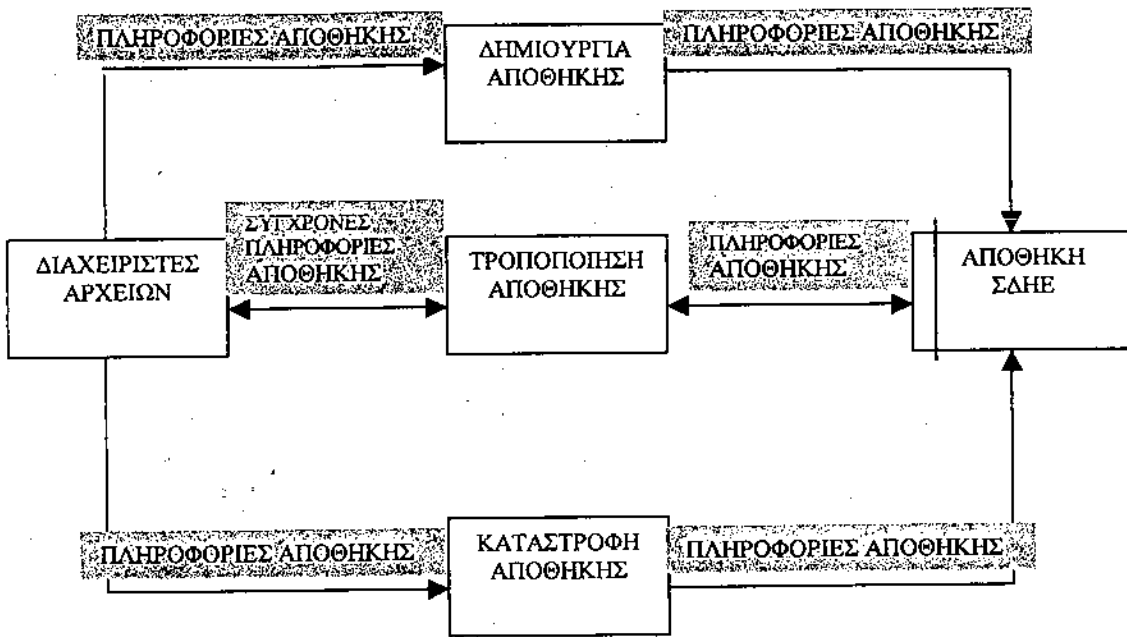 ΠΛΗΡΟΦΟΡΙΕΣ ΑΠΟΘΗΚΗΣ
ΔΗΜΙΟΥΡΓΙΑ
ΑΠΟΘΗΚΗΣ
ΠΛΗΡΟΦΟΡΙΕΣ ΑΠΟΘΗΚΗΣ
ΔΙΑΧΕΙΡΙΣΤΕΣ
ΑΡΧΕΙΩΝ
ΣΥΓΧΡΟΝΕΣ
ΠΛΗΡΟΦΟΡΙΕΣ
ΑΠΟΘΗΚΗΣ
ΤΡΟΠΟΠΟΙΗΣΗ
ΑΠΟΘΗΚΗΣ
ΠΛΗΡΟΦΟΡΙΕΣ
ΑΠΟΘΗΚΗΣ
ΑΠΟΘΗΚΗ
ΣΔΗΕ
ΠΛΗΡΟΦΟΡΙΕΣ ΑΠΟΘΗΚΗΣ
ΚΑΤΑΣΤΡΟΦΗ
ΑΠΟΘΗΚΗΣ
ΠΛΗΡΟΦΟΡΙΕΣ ΑΠΟΘΗΚΗΣ